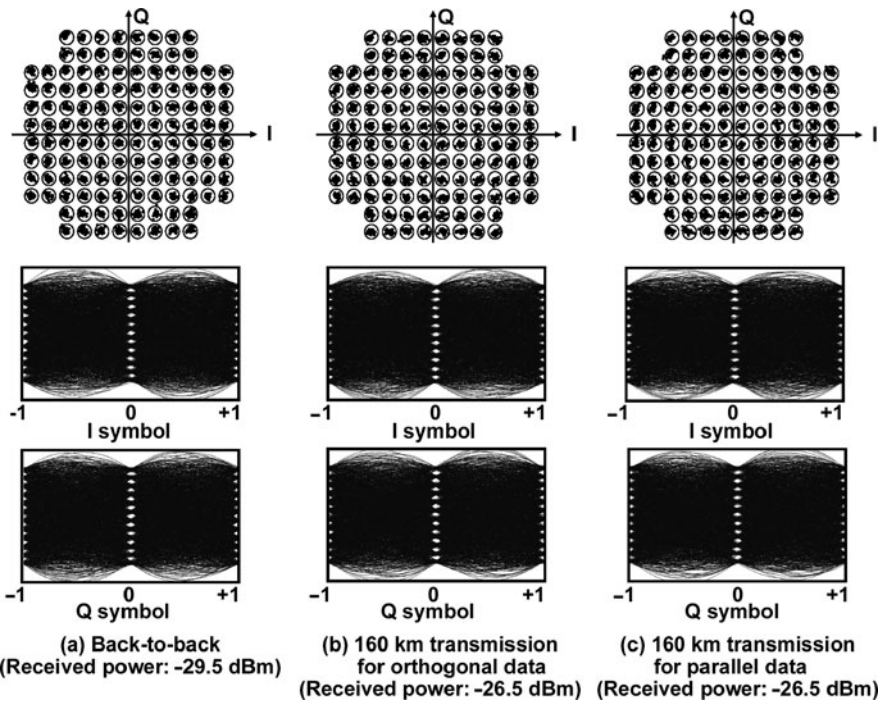 Q
I
Q
I
Q
I
-1 0 +1
I symbol
-1 0 +1
I symbol
-1 0 +1
I symbol
-1 0 +1
Q symbol
-1 0 +1
Q symbol
-1 0 +1
Q symbol
(a) Back-to-back
(Received power: -29.5 dBm)
(b) 160 km transmission
for orthogonal data
(Received power: -26.5 dBm)
(c) 160 km transmission
for parallel data
(Received power: -26.5 dBm)